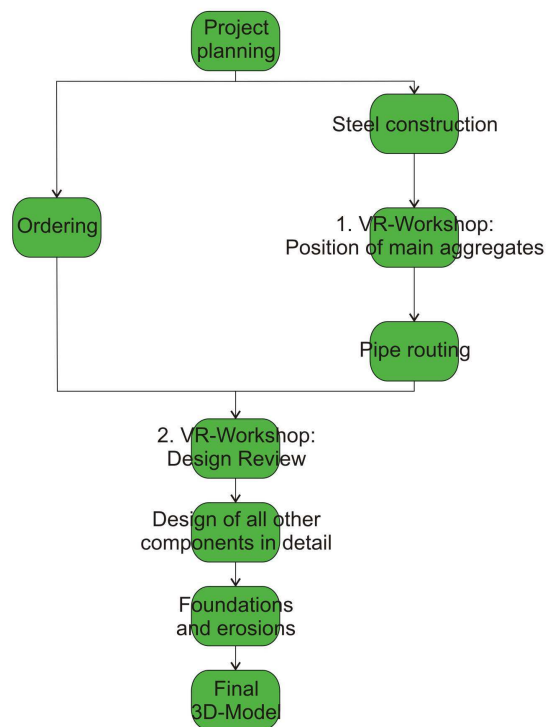 Project
planning
Steel construction
Ordering
1. VR-Workshop:
Position of main aggregates
Pipe routing
2. VR-Workshop:
Design Review
Design of all other
components in detail
Foundations
and erosions
Final
3D-Model